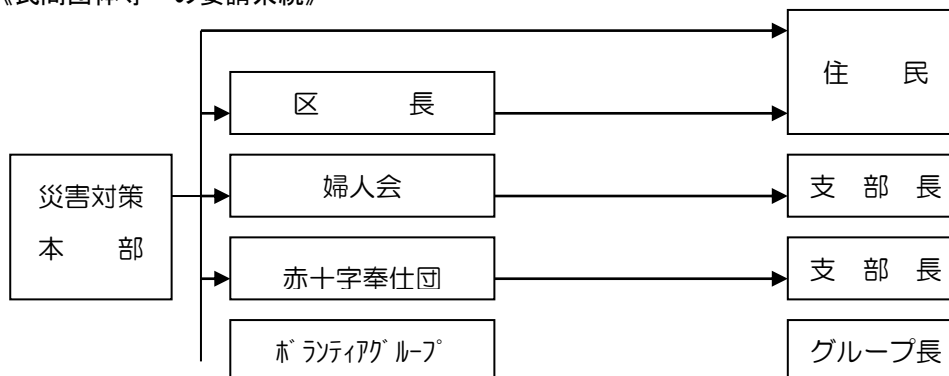 《民間団体等への要請系統》
住　　民
区　　　長
災害対策
本　　部
婦人会
支　部　長
赤十字奉仕団
支　部　長
ﾎﾞﾗﾝﾃｨｱｸﾞﾙｰﾌﾟ
グループ長